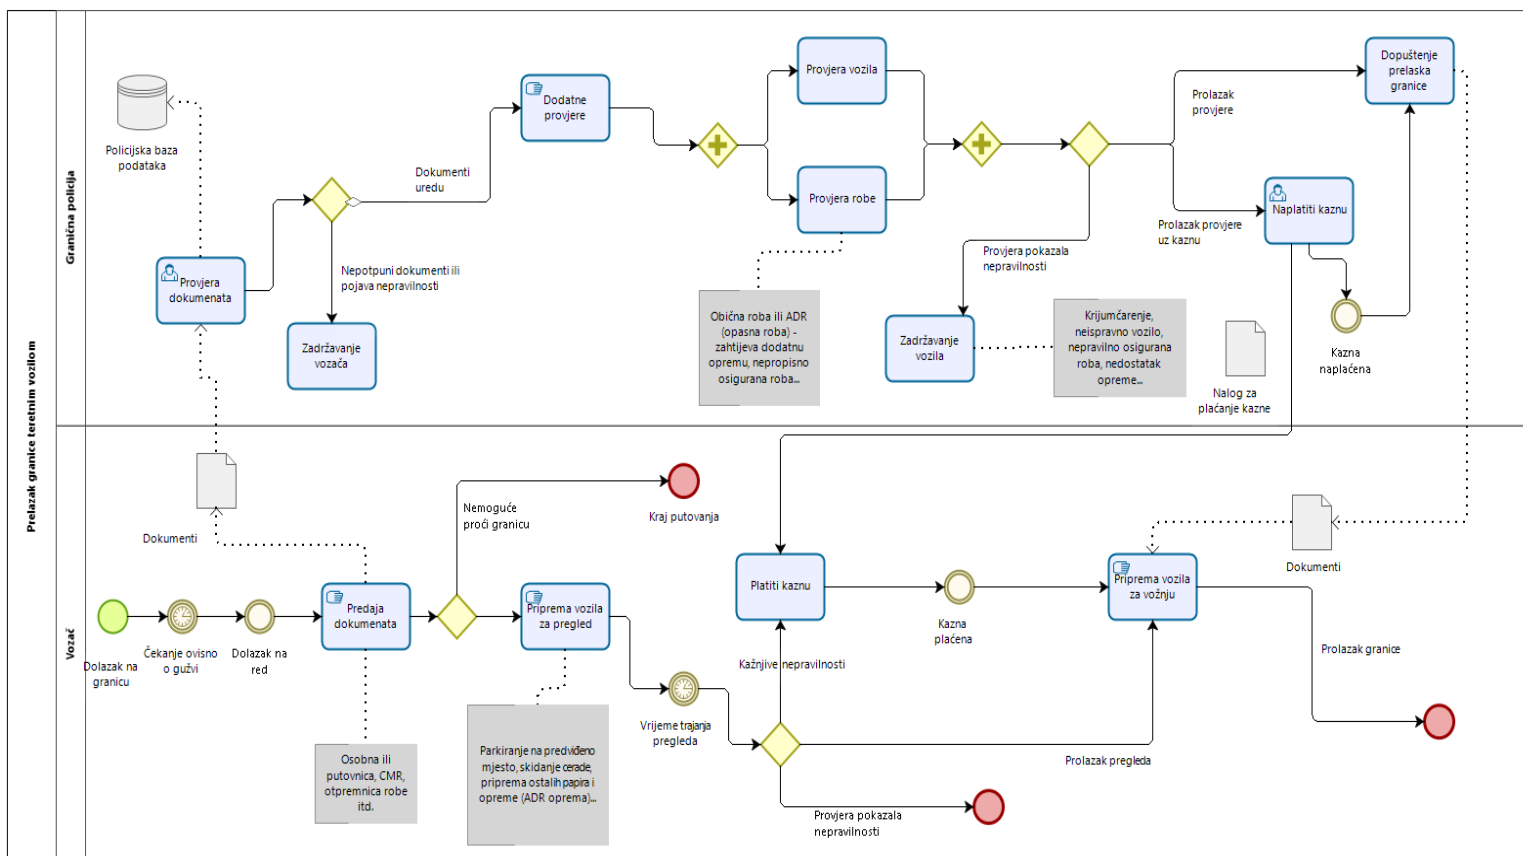 Prelazak granice teretnim vozilom
Granična policija
Policijska baza
podataka
Provjera
dokumenata
Dokumenti
uredu
Nepotpuni dokumenti ili
pojava nepravilnosti
Zadržavanje
vozača
Dodatne
provjere
Provjera vozila
Provjera robe
Obična roba ili ADR
(opasna roba) -
zahtijeva dodatnu
opremu, nepropisno
osigurana roba...
Provjera pokazala
nepravilnosti
Zadržavanje
vozila
Krijumčarenje,
neispravno vozilo,
nepravilno osigurana
roba, nedostatak
opreme...
Prolazak
provjere
Prolazak provjere
uz kaznu
Dopuštenje
prelaska
granice
Naplatiti kaznu
Kazna
naplaćena
Nalog za
plaćanje kazne
Vozač
Dolazak na
granicu
Čekanje ovisno
o gužvi
Dolazak na
red
Dokumenti
Predaja
dokumenata
Osobna ili
putovnica, CMR,
otpremnica robe
itd.
Nemoguće
proći granicu
Kraj putovanja
Priprema vozila
za pregled
Parkiranje na predviđeno
mjesto, skidanje cerade,
priprema ostalih papira i
opreme (ADR oprema)...
Vrijeme trajanja
pregleda
Kažnjive nepravilnosti
Platiti kaznu
Kazna
plaćena
Provjera pokazala
nepravilnosti
Prolazak pregleda
Priprema vozila
za vožnju
Dokumenti
Prolazak granice